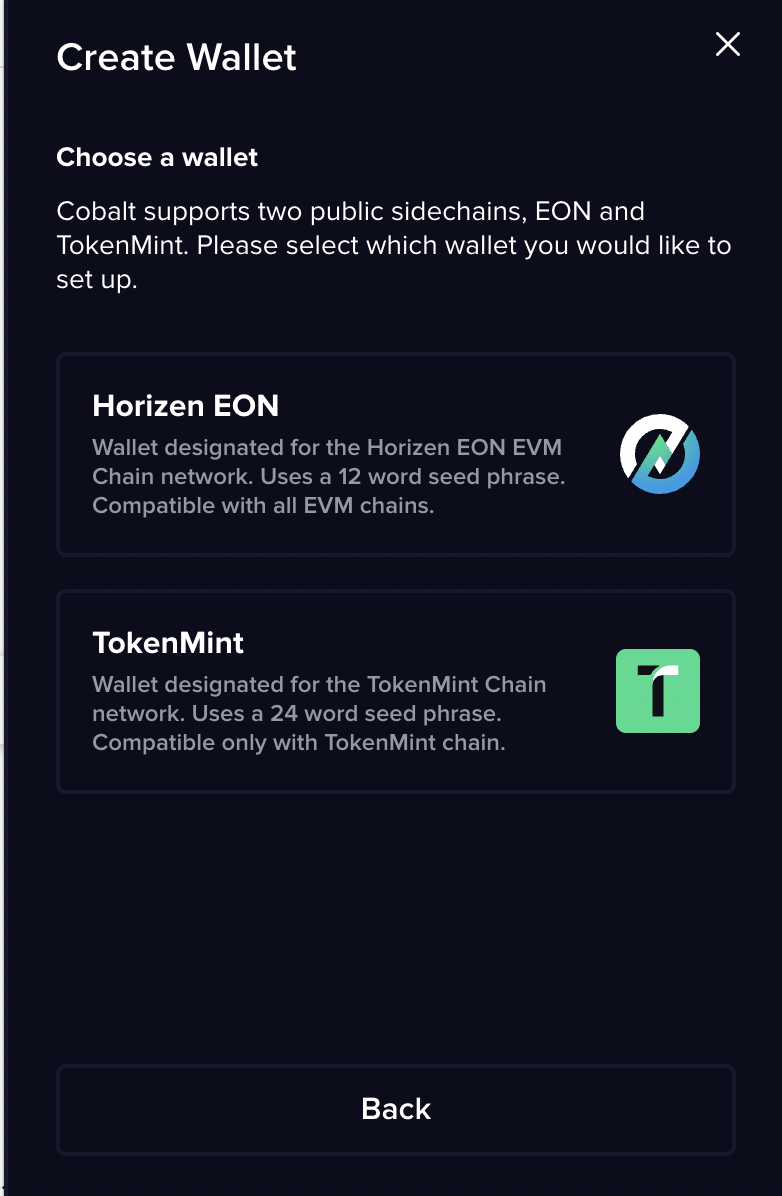 Create Wallet
Choose a wallet
Cobalt supports two public sidechains, EON and
TokenMint. Please select which wallet you would like to
set up.
Horizen EON
Wallet designated for the Horizen EON EVM
Chain network. Uses a 12 word seed phrase.
Compatible with all EVM chains.
TokenMint
Wallet designated for the TokenMint Chain
network. Uses a 24 word seed phrase.
Compatible only with TokenMint chain.
Back